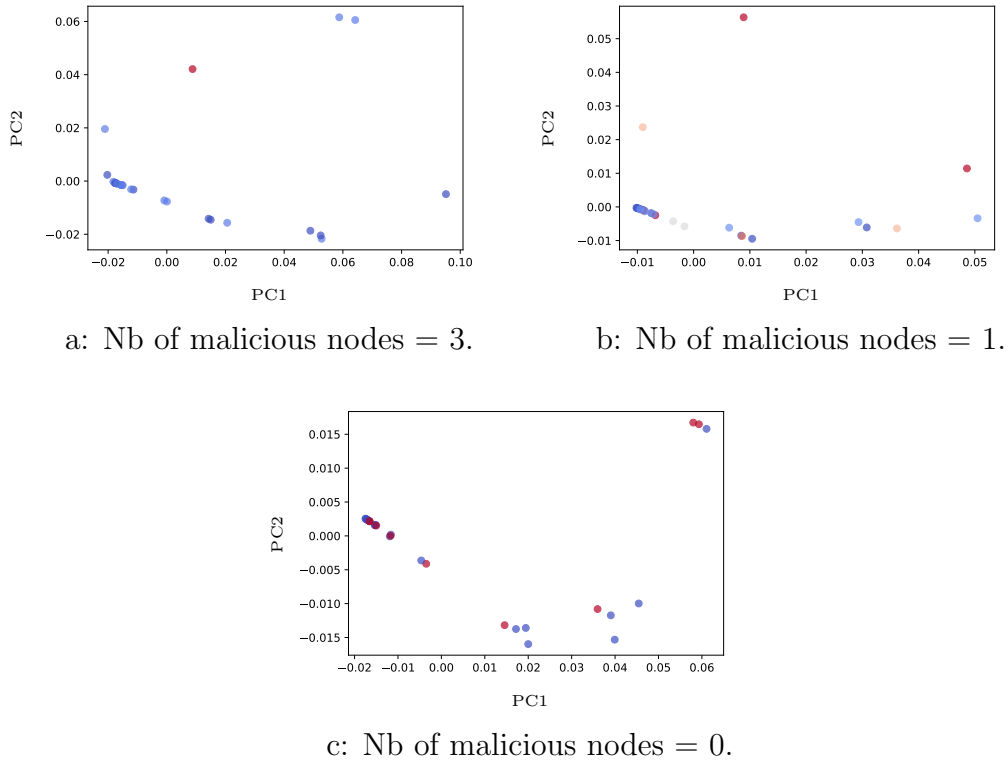 0.06
0.04
0.02
0.00
−0.02
PC2
−0.02 0.00 0.02 0.04 0.06 0.08 0.10
PC1
a: Nb of malicious nodes = 3.
0.05
0.04
0.03
0.02
0.01
0.00
−0.01
PC2
−0.01 0.00 0.01 0.02 0.03 0.04 0.05
PC1
b: Nb of malicious nodes = 1.
0.015
0.010
0.005
0.000
−0.005
−0.010
−0.015
PC2
−0.02 −0.01 0.00 0.01 0.02 0.03 0.04 0.05 0.06
PC1
c: Nb of malicious nodes = 0.